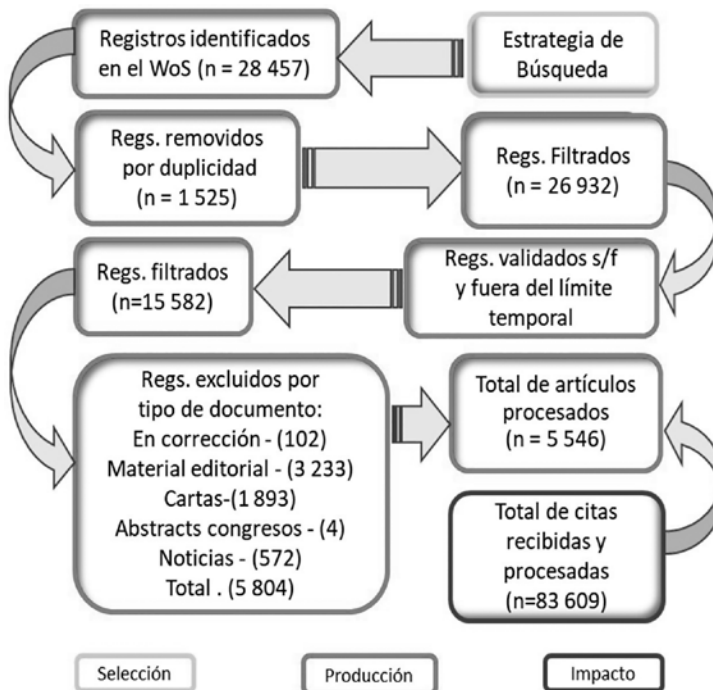 Registros identificados
en el WoS (n = 28 457)
Estrategia de
Búsqueda
Regs. removidos
por duplicidad
(n = 1 525)
Regs. Filtrados
(n = 26 932)
Regs. filtrados
(n=15 582)
Regs. validados s/f
y fuera del límite
temporal
Regs. excluidos por
tipo de documento:
En corrección - (102)
Material editorial - (3 233)
Cartas-(1 893)
Abstracts congresos - (4)
Noticias - (572)
Total . (5 804)
Total de artículos
procesados
(n = 5 546)
Total de citas
recibidas y
procesadas
(n=83 609)
Selección
Producción
Impacto